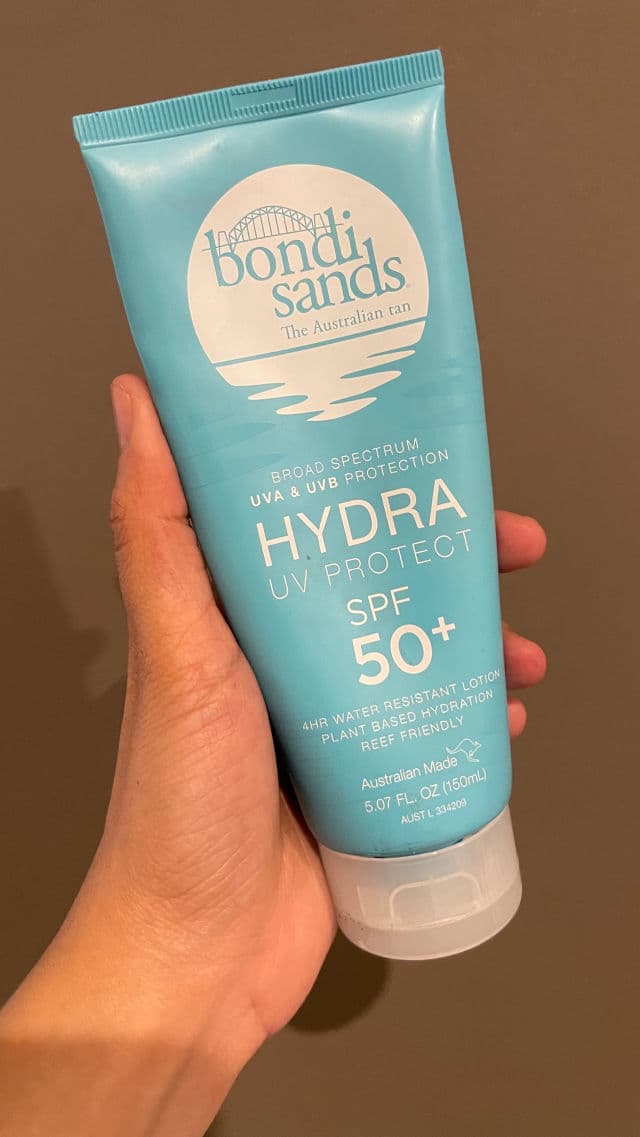 bondi
sands
The Australian tan
BROAD SPECTRUM
UVA & UVB PROTECTION
HYDRA
UV PROTECT
SPF
50+
4HR WATER RESISTANT LOTION
PLANT BASED HYDRATION
REEF FRIENDLY
Australian Made
5.07 FL. OZ (150mL)
AUST L 334209